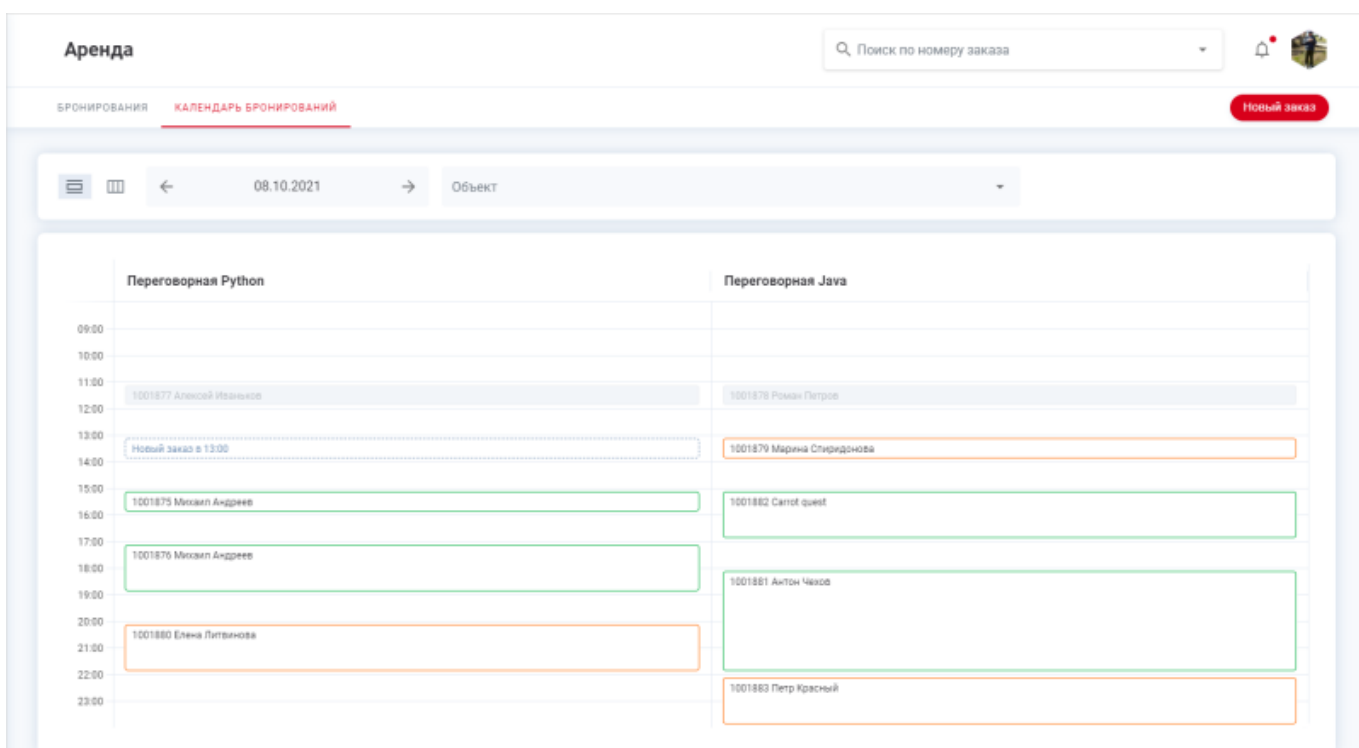 Аренда
Поиск по номеру заказа
БРОНИРОВАНИЯ
КАЛЕНДАРЬ БРОНИРОВАНИЙ
Новый заказ
08.10.2021
Объект
Переговорная Python
Переговорная Java
09:00
10:00
11:00
1001877 Алексей Иваньков
1001878 Роман Петров
12:00
13:00
Новый заказ в 13:00
1001879 Марина Спиридонова
14:00
15:00
1001875 Михаил Андреев
1001882 Carrot quest
16:00
17:00
1001876 Михаил Андреев
18:00
1001881 Антон Чехов
19:00
20:00
1001880 Елена Литвинова
21:00
22:00
1001883 Петр Красный
23:00